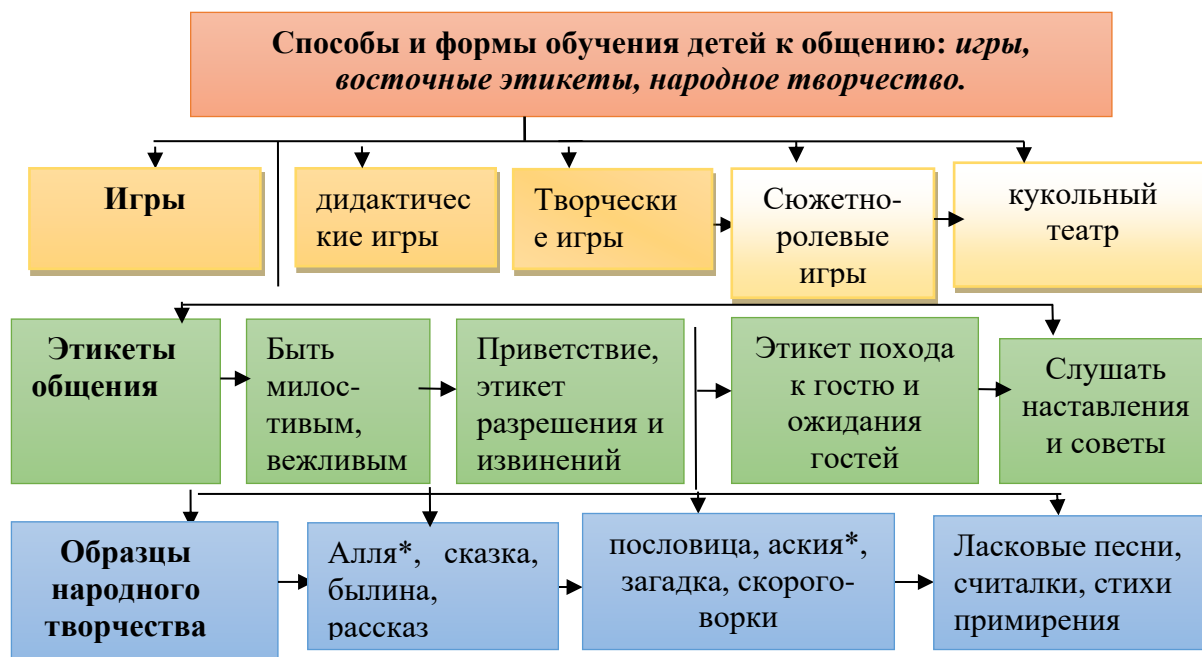 Способы и формы обучения детей к общению: игры,
восточные этикеты, народное творчество.
Игры
дидактичес
кие игры
Творчески
е игры
Сюжетно-
ролевые
игры
кукольный
театр
Этикеты
общения
Быть
милос-
тивым,
вежливым
Приветствие,
этикет
разрешения и
извинений
Этикет похода
к гостю и
ожидания
гостей
Слушать
наставления
и советы
Образцы
народного
творчества
Алля*, сказка,
былина,
рассказ
пословица, аския*,
загадка, скорого-
ворки
Ласковые песни,
считалки, стихи
примирения